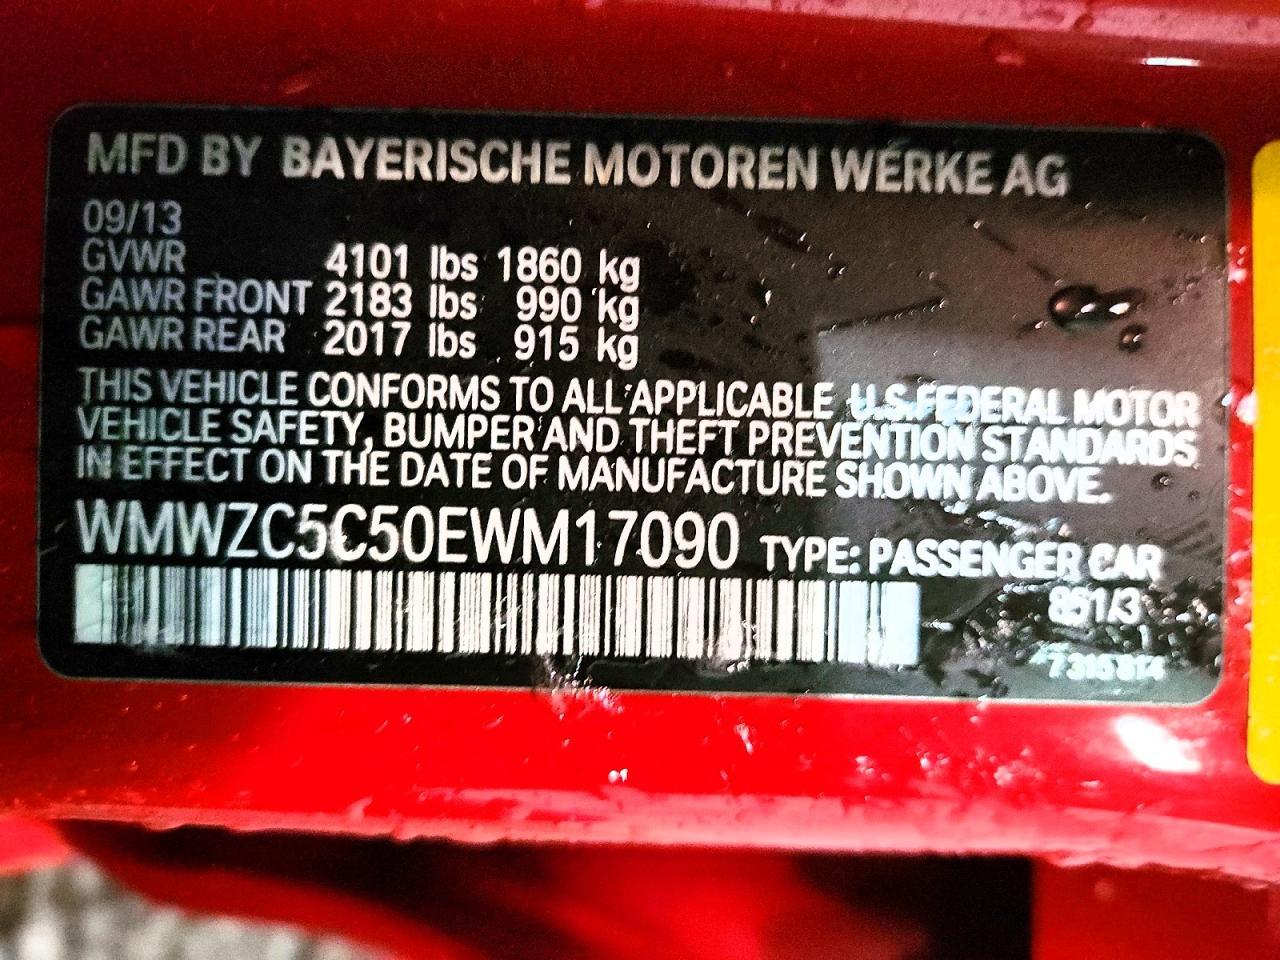 MFD BY BAYERISCHE MOTOREN WERKE AG
09/13
GVWR 4101 lbs 1860 kg
GAWR FRONT 2183 lbs 990 kg
GAWR REAR 2017 lbs 915 kg
THIS VEHICLE CONFORMS TO ALL APPLICABLE U.S.FEDERAL MOTOR
VEHICLE SAFETY, BUMPER AND THEFT PREVENTION STANDARDS
IN EFFECT ON THE DATE OF MANUFACTURE SHOWN ABOVE.
WMWZC5C50EWM17090 TYPE: PASSENGER CAR
851/3